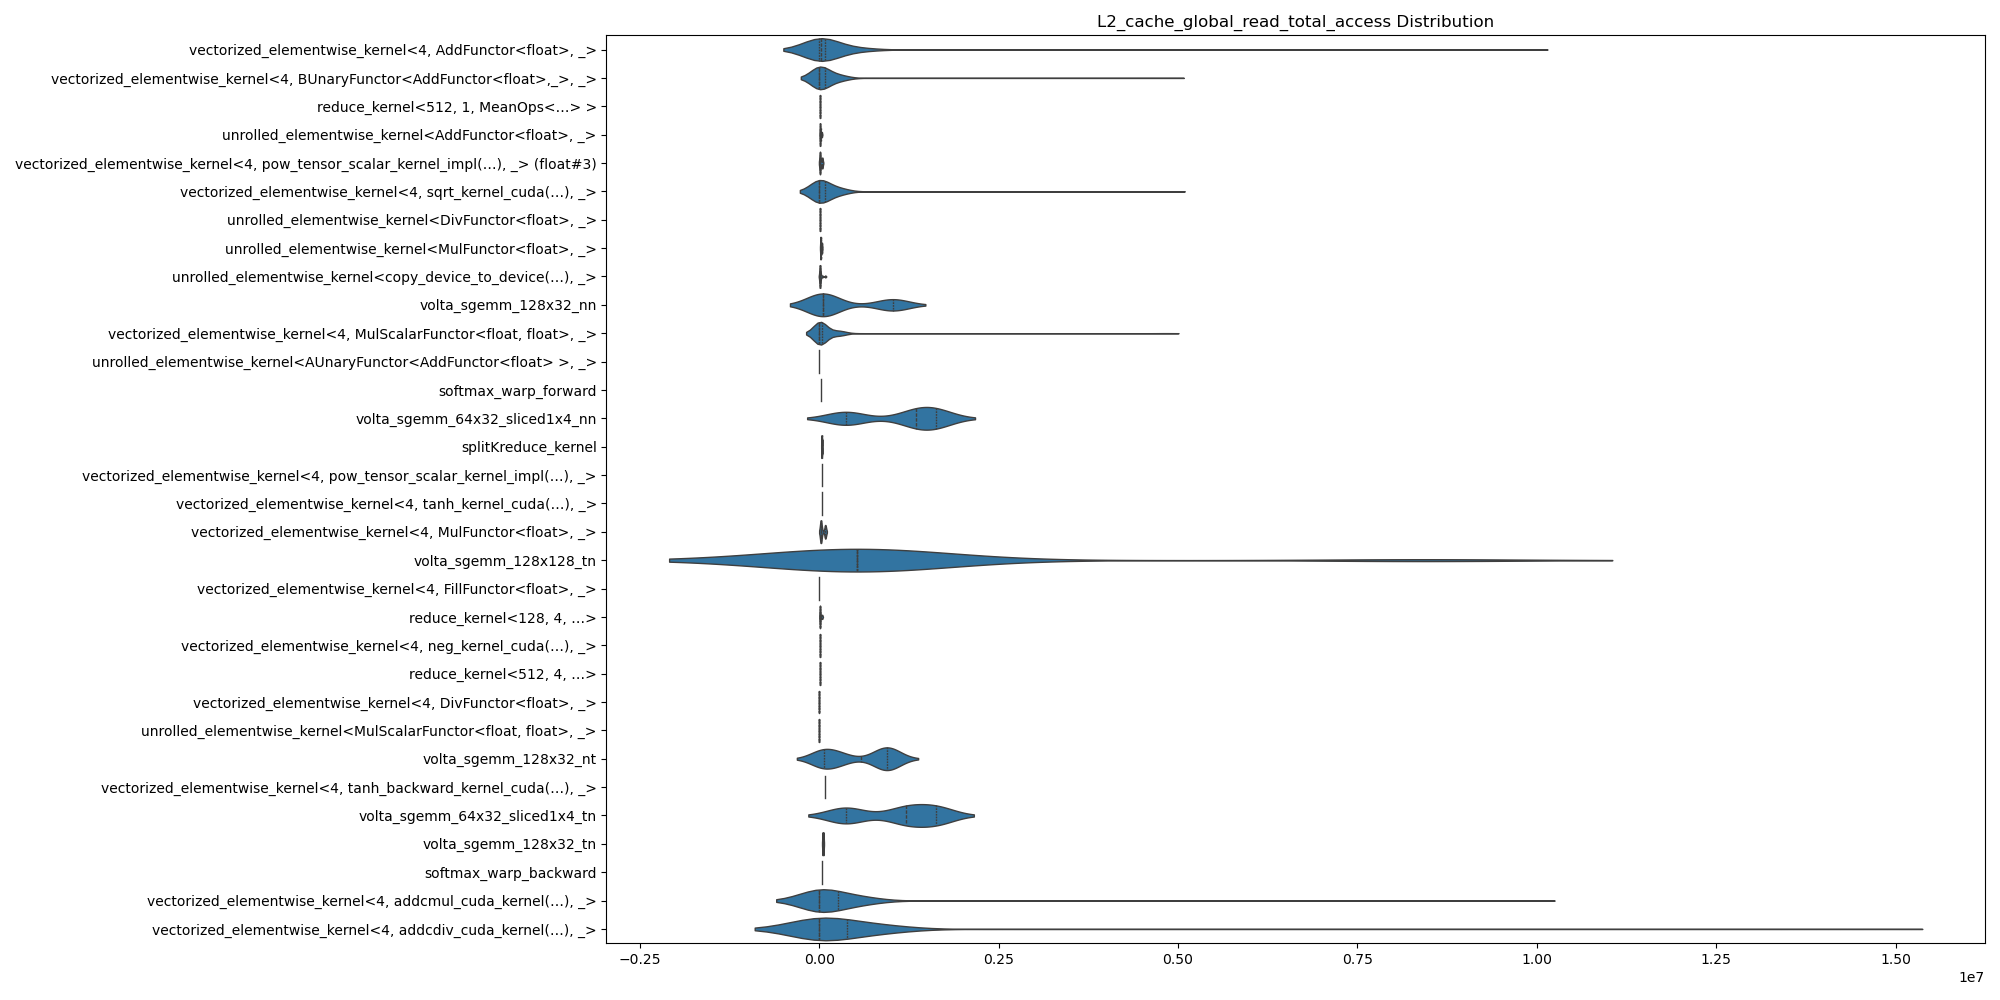 L2_cache_global_read_total_access Distribution
vectorized_elementwise_kernel<4, AddFunctor<float>, _>
vectorized_elementwise_kernel<4, BUnaryFunctor<AddFunctor<float>,_>, _>
reduce_kernel<512, 1, MeanOps<...> >
unrolled_elementwise_kernel<AddFunctor<float>, _>
vectorized_elementwise_kernel<4, pow_tensor_scalar_kernel_impl(...), _> (float#3)
vectorized_elementwise_kernel<4, sqrt_kernel_cuda(...), _>
unrolled_elementwise_kernel<DivFunctor<float>, _>
unrolled_elementwise_kernel<MulFunctor<float>, _>
unrolled_elementwise_kernel<copy_device_to_device(...), _>
volta_sgemm_128x32_nn
vectorized_elementwise_kernel<4, MulScalarFunctor<float, float>, _>
unrolled_elementwise_kernel<AUnaryFunctor<AddFunctor<float> >, _>
softmax_warp_forward
volta_sgemm_64x32_sliced1x4_nn
splitKreduce_kernel
vectorized_elementwise_kernel<4, pow_tensor_scalar_kernel_impl(...), _>
vectorized_elementwise_kernel<4, tanh_kernel_cuda(...), _>
vectorized_elementwise_kernel<4, MulFunctor<float>, _>
volta_sgemm_128x128_tn
vectorized_elementwise_kernel<4, FillFunctor<float>, _>
reduce_kernel<128, 4, ...>
vectorized_elementwise_kernel<4, neg_kernel_cuda(...), _>
reduce_kernel<512, 4, ...>
vectorized_elementwise_kernel<4, DivFunctor<float>, _>
unrolled_elementwise_kernel<MulScalarFunctor<float, float>, _>
volta_sgemm_128x32_nt
vectorized_elementwise_kernel<4, tanh_backward_kernel_cuda(...), _>
volta_sgemm_64x32_sliced1x4_tn
volta_sgemm_128x32_tn
softmax_warp_backward
vectorized_elementwise_kernel<4, addcmul_cuda_kernel(...), _>
vectorized_elementwise_kernel<4, addcdiv_cuda_kernel(...), _>
−0.25 0.00 0.25 0.50 0.75 1.00 1.25 1.50
1e7